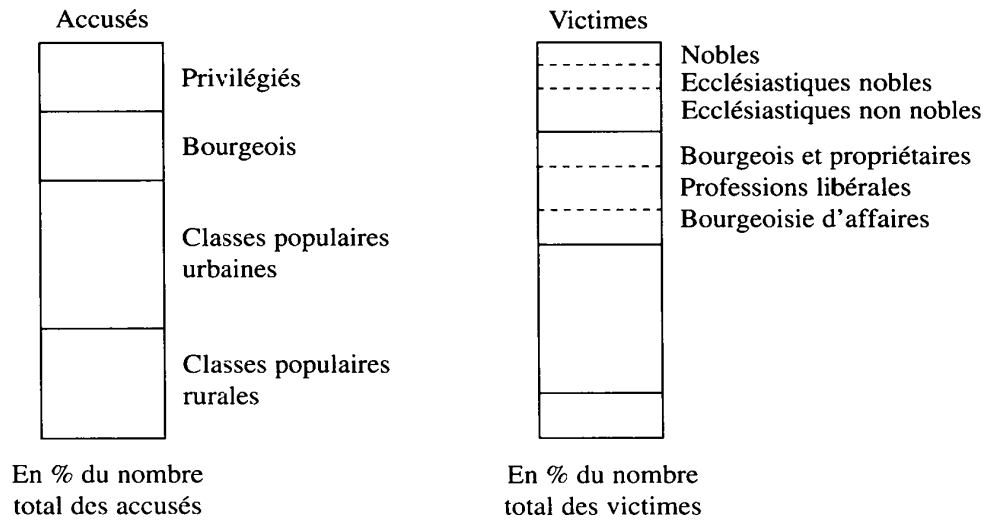 Accusés
Privilégiés
Bourgeois
Classes populaires
urbaines
Classes populaires
rurales
En % du nombre
total des accusés
Victimes
Nobles
Ecclésiastiques nobles
Ecclésiastiques non nobles
Bourgeois et propriétaires
Professions libérales
Bourgeoisie d'affaires
En % du nombre
total des victimes